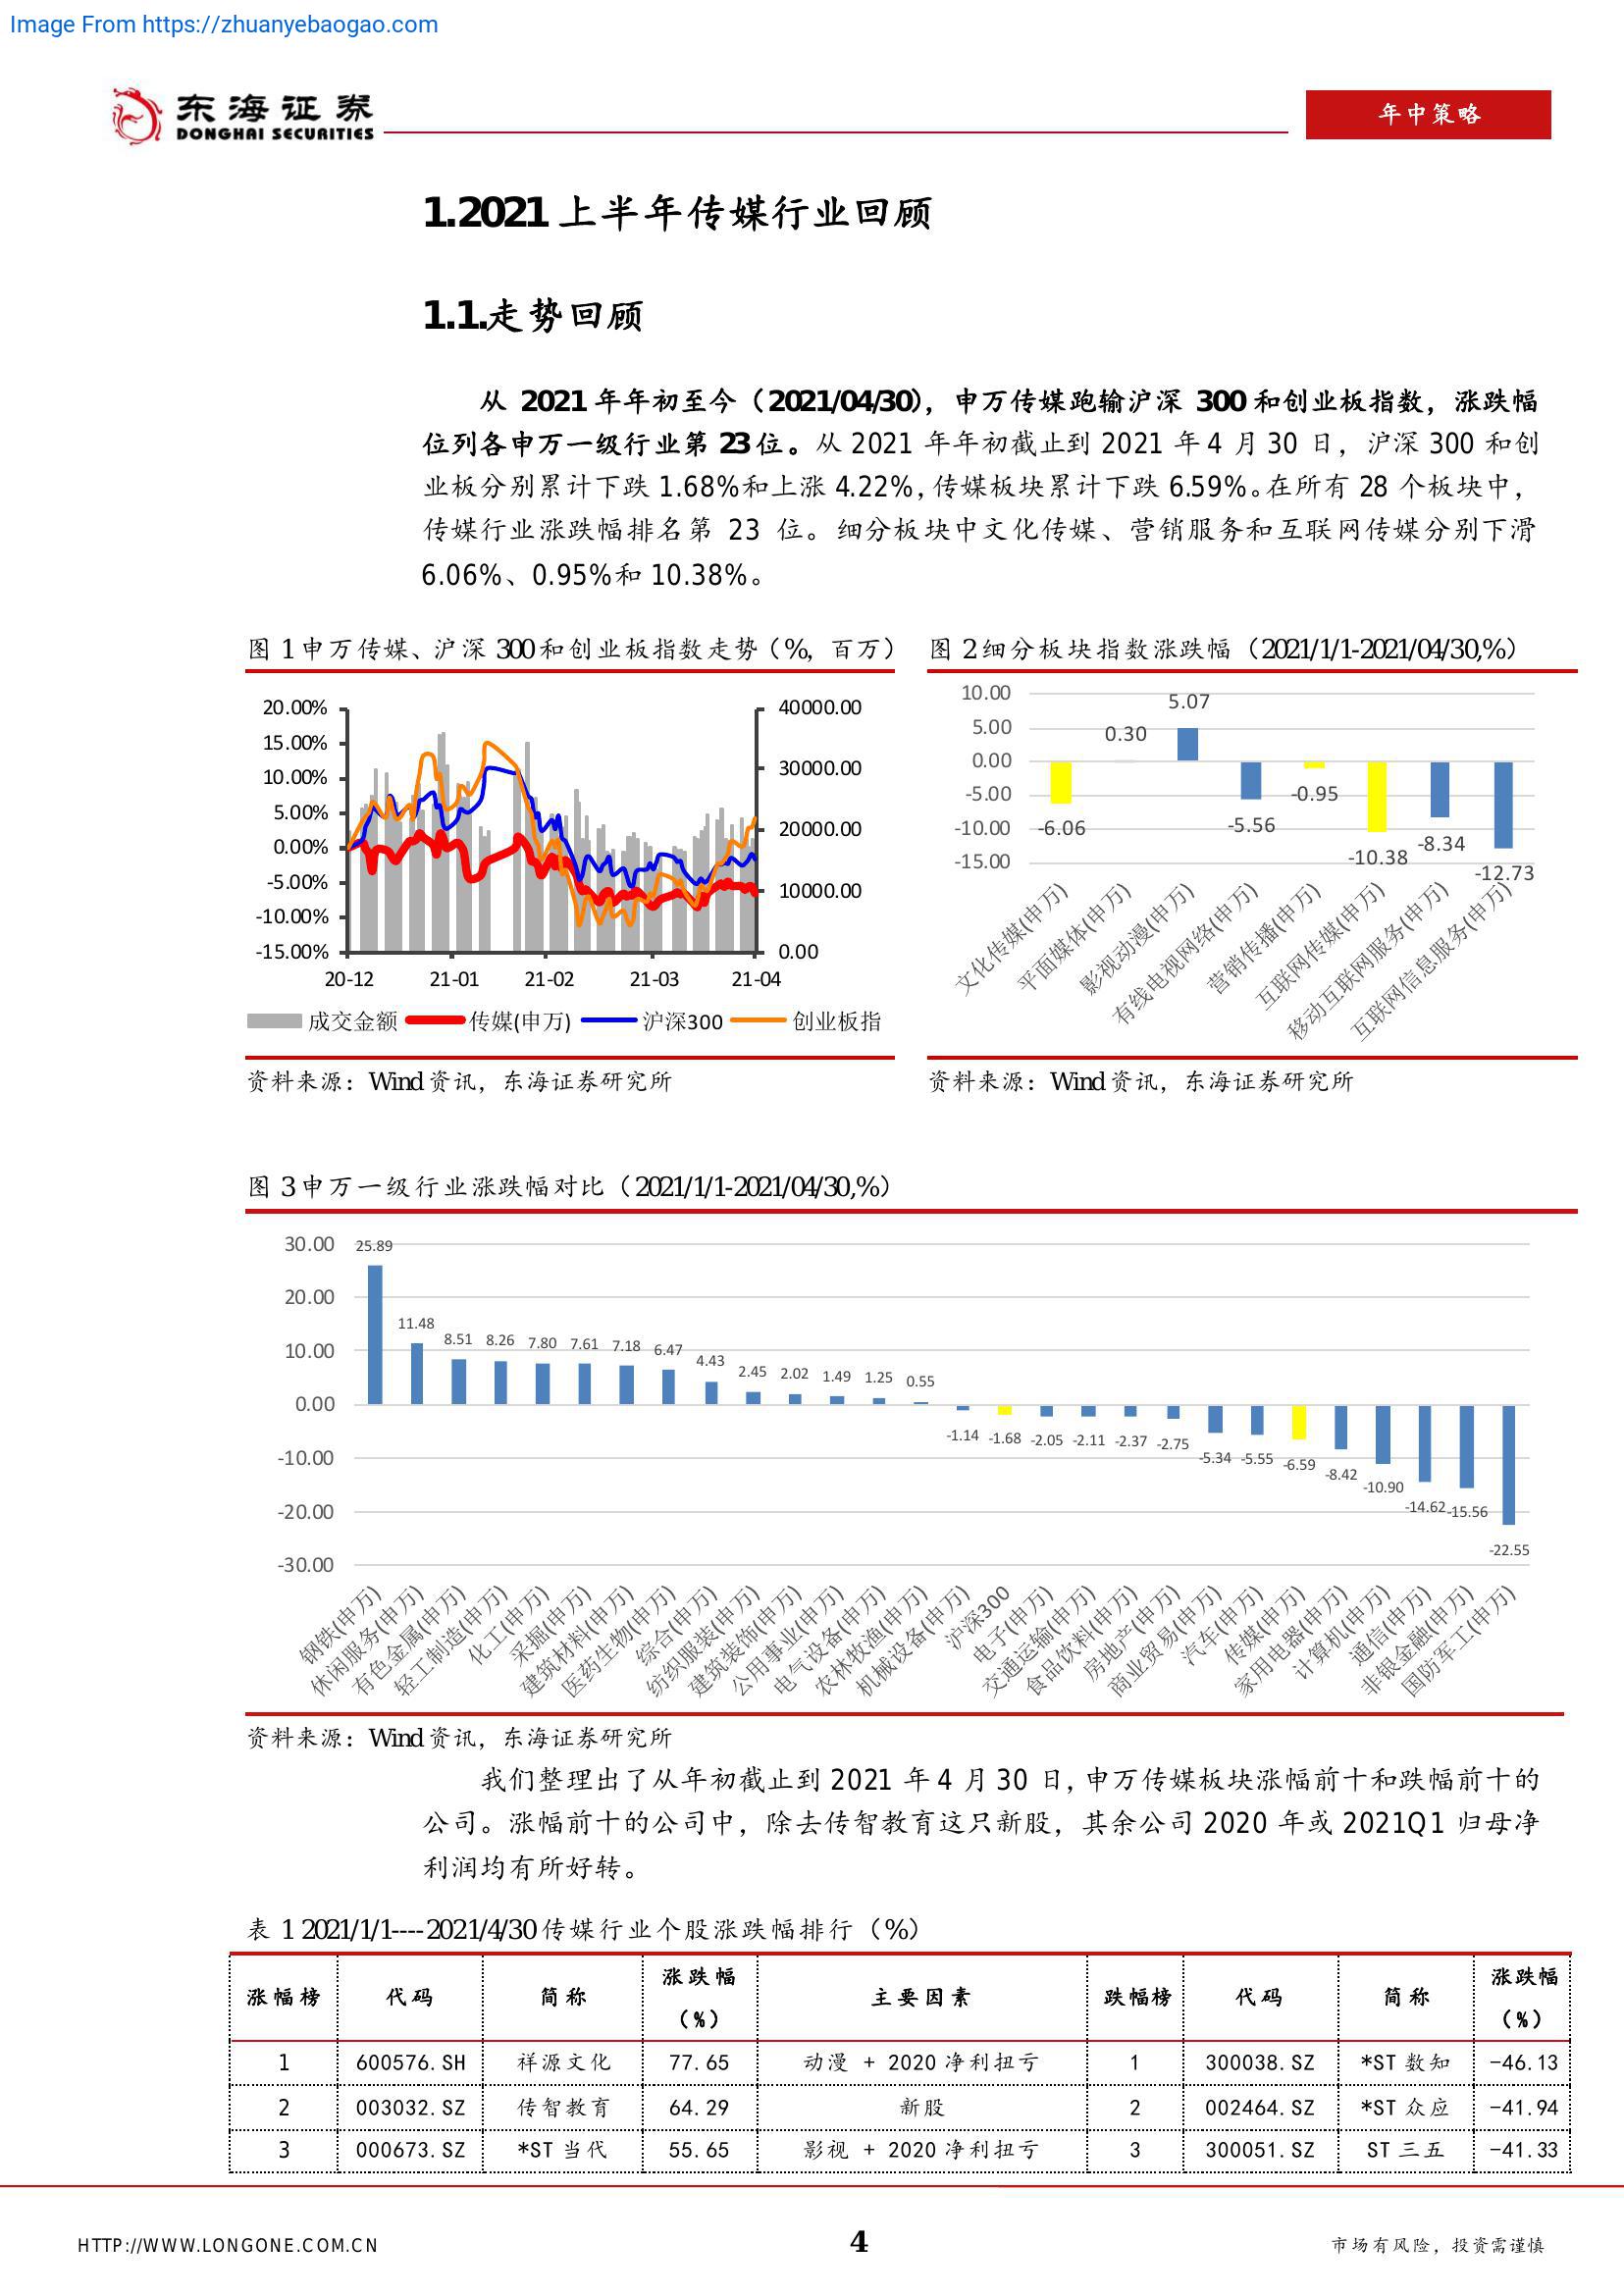 Image From https://zhuanyebaogao.com
东海证券
DONGHAI SECURITIES
年中策略
1.2021 上半年传媒行业回顾
1.1.走势回顾
从 2021 年年初至今（2021/04/30），申万传媒跑输沪深 300 和创业板指数，涨跌幅
位列各申万一级行业第 23 位。从 2021 年年初截止到 2021 年 4 月 30 日，沪深 300 和创
业板分别累计下跌 1.68%和上涨 4.22%，传媒板块累计下跌 6.59%。在所有 28 个板块中，
传媒行业涨跌幅排名第 23 位。细分板块中文化传媒、营销服务和互联网传媒分别下滑
6.06%、0.95%和 10.38%。
图 1 申万传媒、沪深 300 和创业板指数走势（%，百万）
20.00%
15.00%
10.00%
5.00%
0.00%
-5.00%
-10.00%
-15.00%
40000.00
30000.00
20000.00
10000.00
0.00
20-12 21-01 21-02 21-03 21-04
成交金额 传媒(申万) 沪深300 创业板指
资料来源：Wind 资讯，东海证券研究所
图 2 细分板块指数涨跌幅（2021/1/1-2021/04/30,%）
10.00
5.00
0.00
-5.00
-10.00
-15.00
-6.06
0.30
5.07
-5.56
-0.95
-10.38
-8.34
-12.73
文化传媒(申万)
平面媒体(申万)
影视动漫(申万)
有线电视网络(申万)
营销传播(申万)
互联网传媒(申万)
移动互联网服务(申万)
互联网信息服务(申万)
资料来源：Wind 资讯，东海证券研究所
图 3 申万一级行业涨跌幅对比（2021/1/1-2021/04/30,%）
30.00
20.00
10.00
0.00
-10.00
-20.00
-30.00
25.89
11.48
8.51
8.26
7.80
7.61
7.18
6.47
4.43
2.45
2.02
1.49
1.25
0.55
-1.14
-1.68
-2.05
-2.11
-2.37
-2.75
-5.34
-5.55
-6.59
-8.42
-10.90
-14.62
-15.56
-22.55
钢铁(申万)
休闲服务(申万)
有色金属(申万)
轻工制造(申万)
化工(申万)
采掘(申万)
建筑材料(申万)
医药生物(申万)
综合(申万)
纺织服装(申万)
建筑装饰(申万)
公用事业(申万)
电气设备(申万)
农林牧渔(申万)
机械设备(申万)
沪深300
电子(申万)
交通运输(申万)
食品饮料(申万)
房地产(申万)
商业贸易(申万)
汽车(申万)
传媒(申万)
家用电器(申万)
计算机(申万)
通信(申万)
非银金融(申万)
国防军工(申万)
资料来源：Wind 资讯，东海证券研究所
我们整理出了从年初截止到 2021 年 4 月 30 日，申万传媒板块涨幅前十和跌幅前十的
公司。涨幅前十的公司中，除去传智教育这只新股，其余公司 2020 年或 2021Q1 归母净
利润均有所好转。
表 1 2021/1/1----2021/4/30 传媒行业个股涨跌幅排行（%）
涨幅榜 代码 简称 涨跌幅（%） 主要因素 跌幅榜 代码 简称 涨跌幅（%）
1 600576.SH 祥源文化 77.65 动漫 + 2020 净利扭亏 1 300038.SZ *ST 数知 -46.13
2 003032.SZ 传智教育 64.29 新股 2 002464.SZ *ST 众应 -41.94
3 000673.SZ *ST 当代 55.65 影视 + 2020 净利扭亏 3 300051.SZ ST 三五 -41.33
HTTP://WWW.LONGONE.COM.CN
4
市场有风险，投资需谨慎